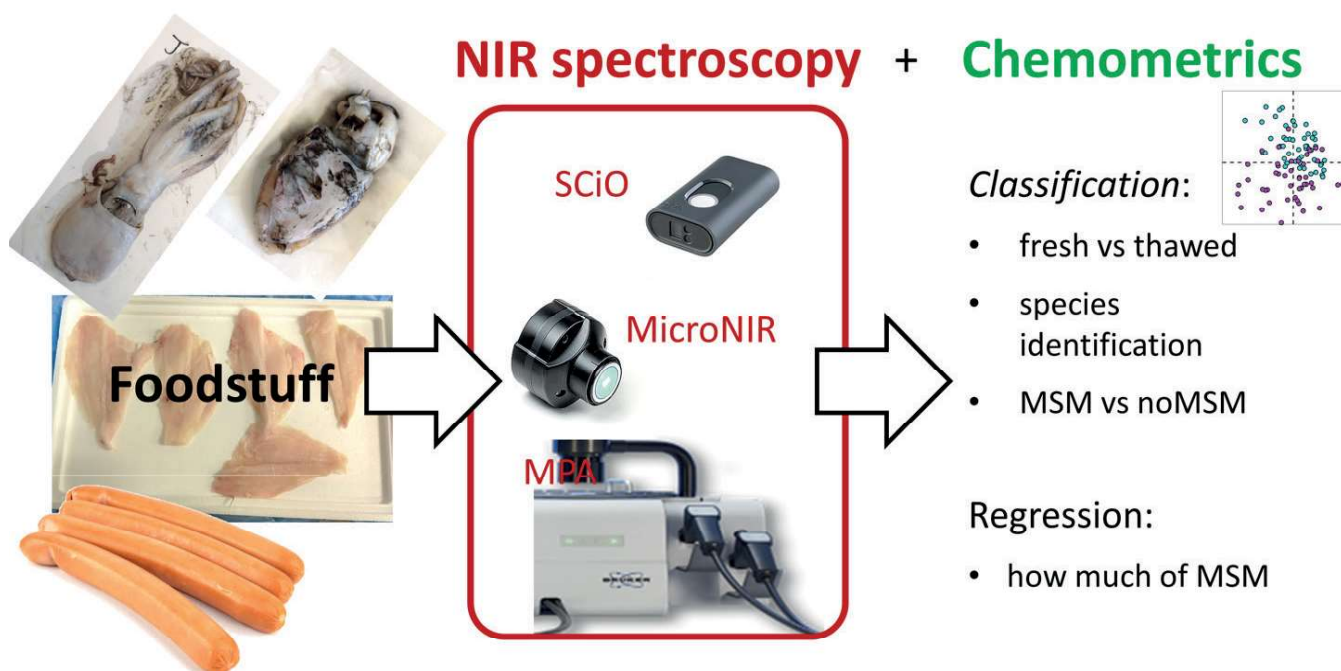 J
NIR spectroscopy + Chemometrics
SCiO
MicroNIR
MPA
BRUKER
Foodstuff
Classification:
• fresh vs thawed
• species
identification
• MSM vs noMSM
Regression:
• how much of MSM